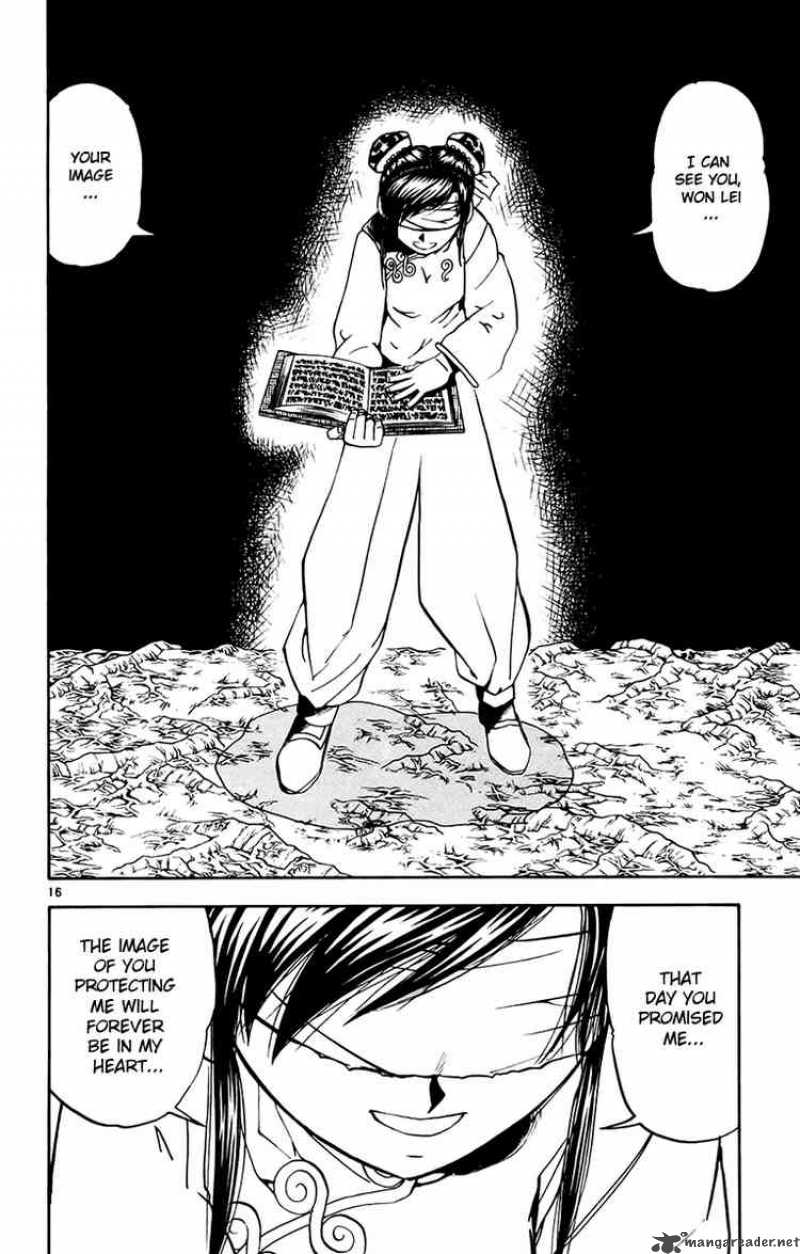 I CAN
SEE YOU,
WON LEI
...
YOUR
IMAGE
...
16
THAT
DAY YOU
PROMISED
ME...
THE IMAGE
OF YOU
PROTECTING
ME WILL
FOREVER
BE IN MY
HEART...
mangareader.net